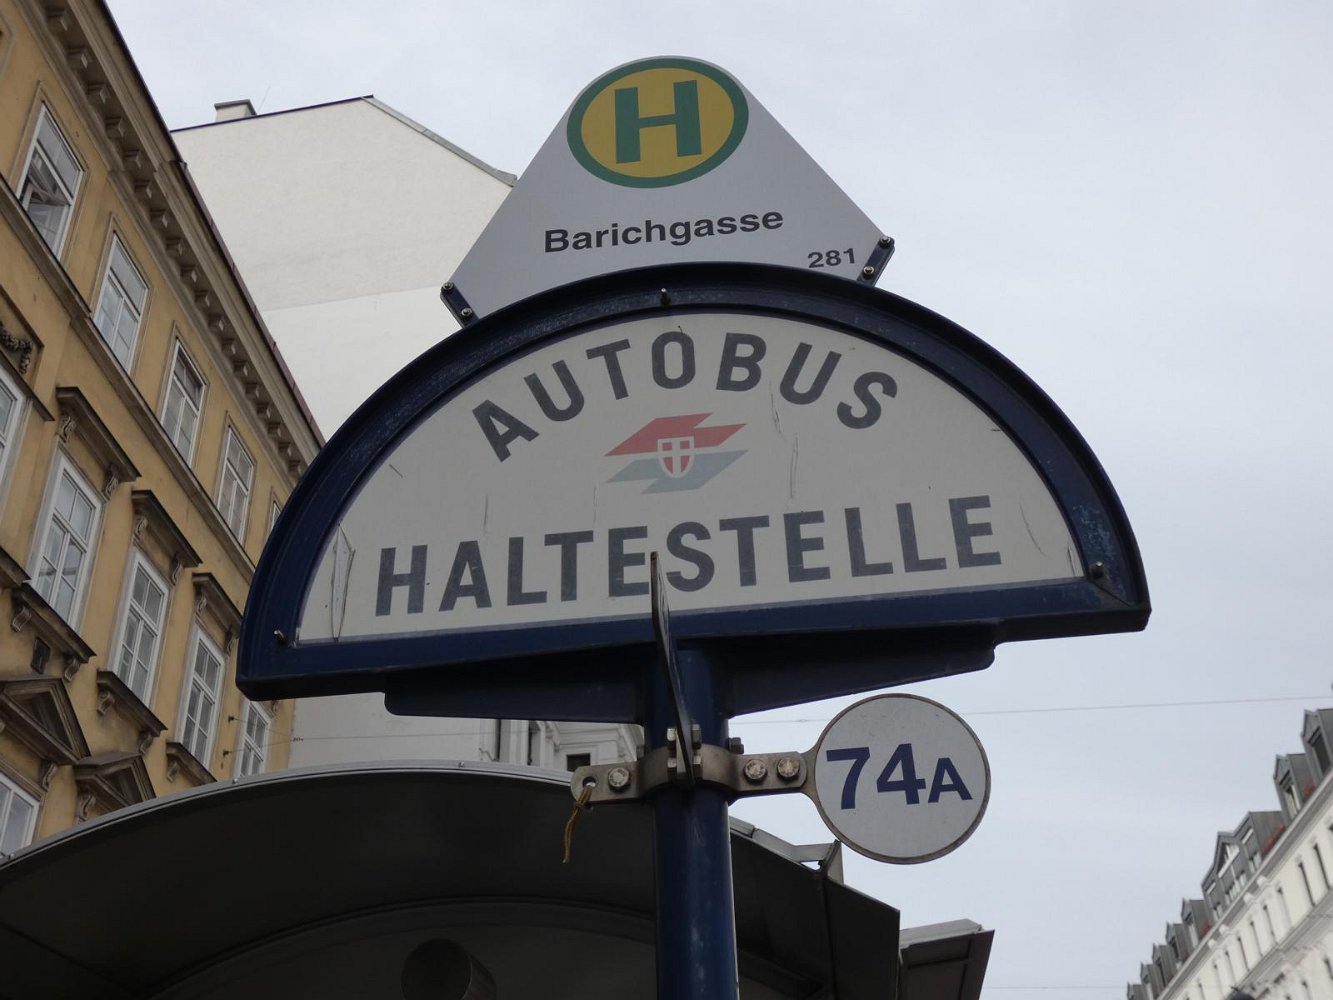 H
Barichgasse
281
AUTOBUS
HALTESTELLE
74A